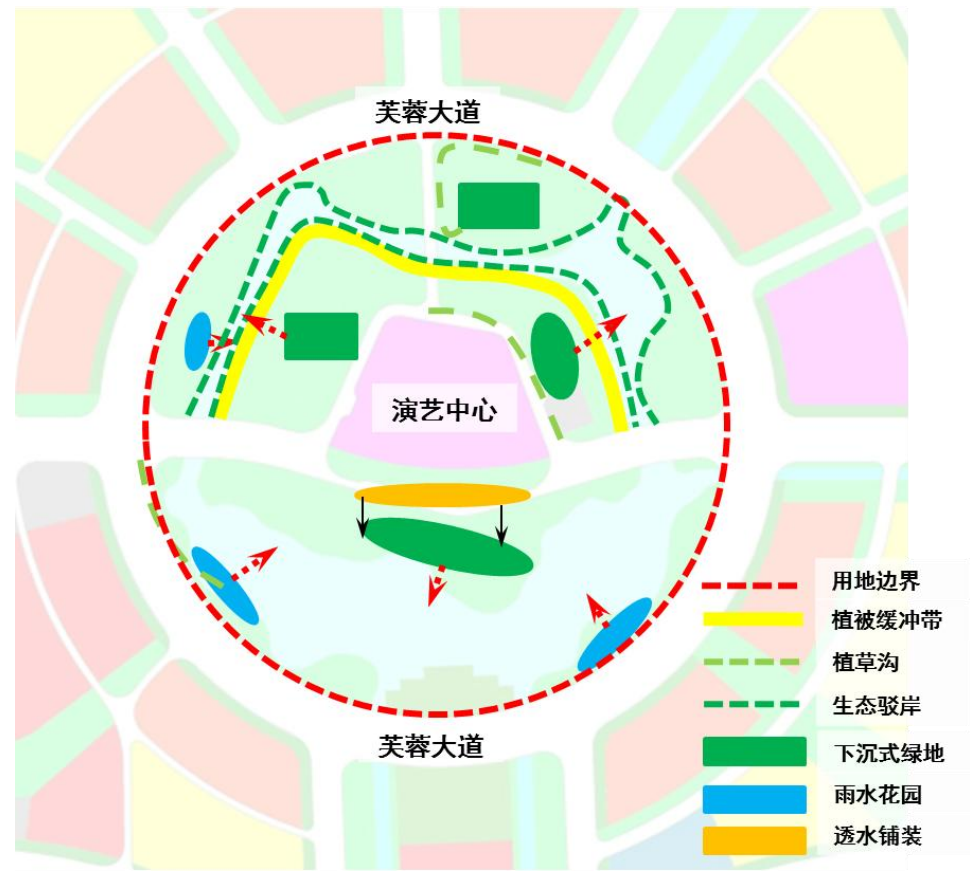 芙蓉大道
演艺中心
芙蓉大道
用地边界
植被缓冲带
植草沟
生态驳岸
下沉式绿地
雨水花园
透水铺装